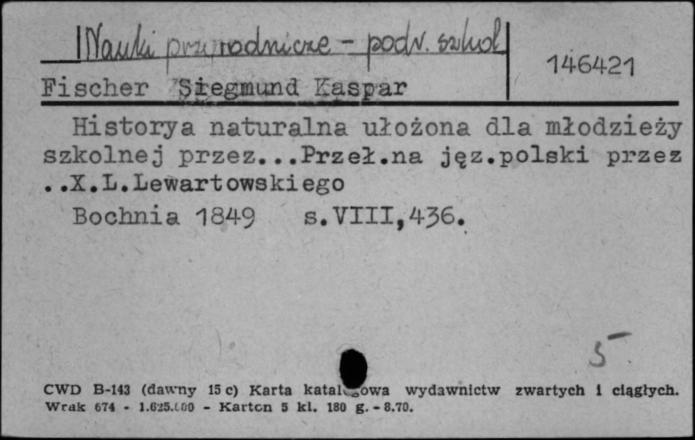 Nauki przyrodnicze - podr. szkol
146421
Fischer Siegmund Kaspar
Historya naturalna ułożona dla młodzieży
szkolnej przez...Przeł.na jęz.polski przez
..X.L.Lewartowskiego
Bochnia 1849 s.VIII,436.
5
CWD B-143 (dawny 15 c) Karta katalogowa wydawnictw zwartych i ciągłych.
Wrak 674 - 1.625.000 - Karton 5 kl. 180 g. - 8.70.